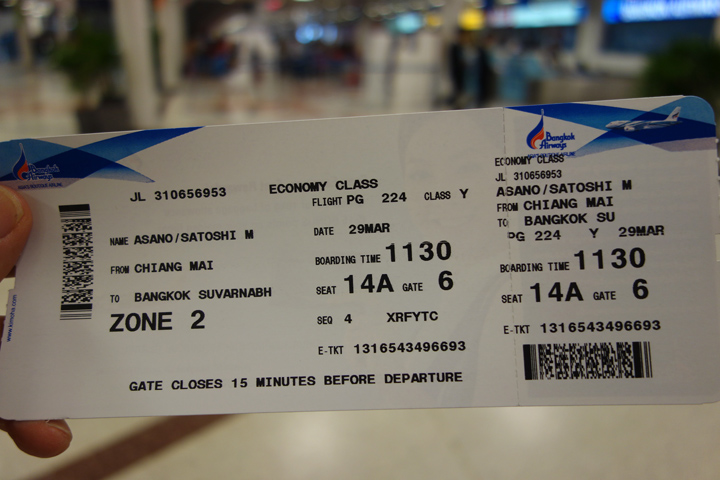 Bangkok Airways
JL 310656953
ECONOMY CLASS
FLIGHT PG 224 CLASS Y
NAME ASANO/SATOSHI M
DATE 29MAR
FROM CHIANG MAI
BOARDING TIME 1130
TO BANGKOK SUVARNABH
SEAT 14A GATE 6
ZONE 2
SEQ 4 XRFYTC
E-TKT 1316543496693
GATE CLOSES 15 MINUTES BEFORE DEPARTURE
Bangkok Airways
ECONOMY CLASS
JL 310656953
ASANO/SATOSHI M
FROM CHIANG MAI
TO BANGKOK SU
PG 224 Y 29MAR
BOARDING TIME 1130
SEAT 14A GATE 6
E-TKT 1316543496693